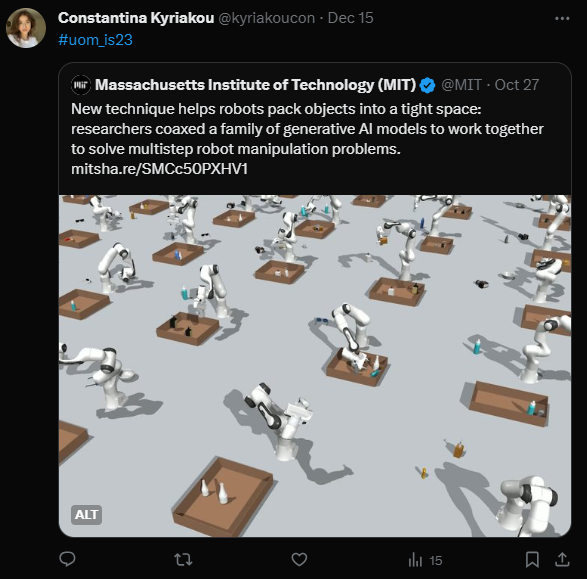 Constantina Kyriakou @kyriakoucon · Dec 15
#uom_is23
Massachusetts Institute of Technology (MIT) @MIT · Oct 27
New technique helps robots pack objects into a tight space:
researchers coaxed a family of generative AI models to work together
to solve multistep robot manipulation problems.
mitsha.re/SMCc50PXHV1
ALT
15